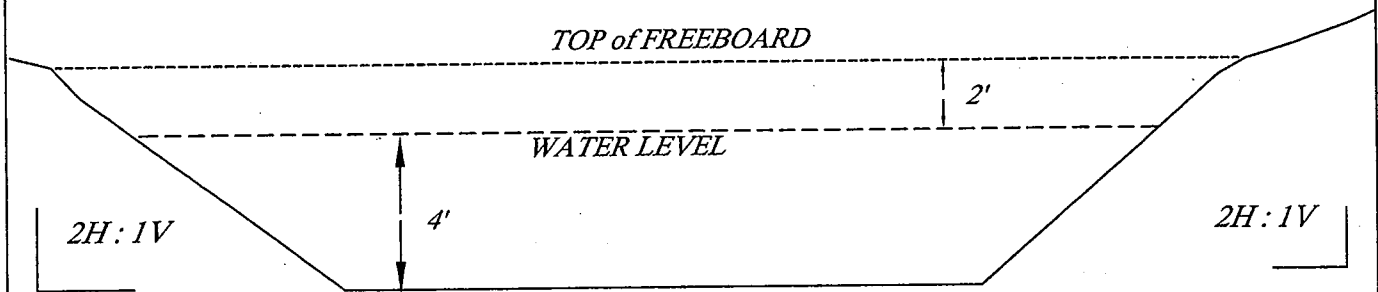 TOP of FREEBOARD
2'
WATER LEVEL
4'
2H : 1V
2H : 1V